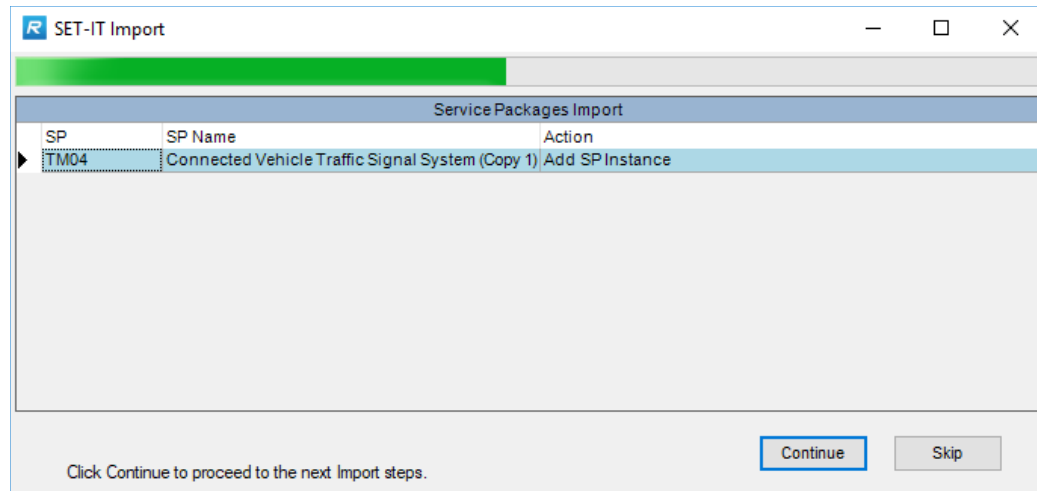 R SET-IT Import
Service Packages Import
SP SP Name Action
TM04 Connected Vehicle Traffic Signal System (Copy 1) Add SP Instance
Continue Skip
Click Continue to proceed to the next Import steps.